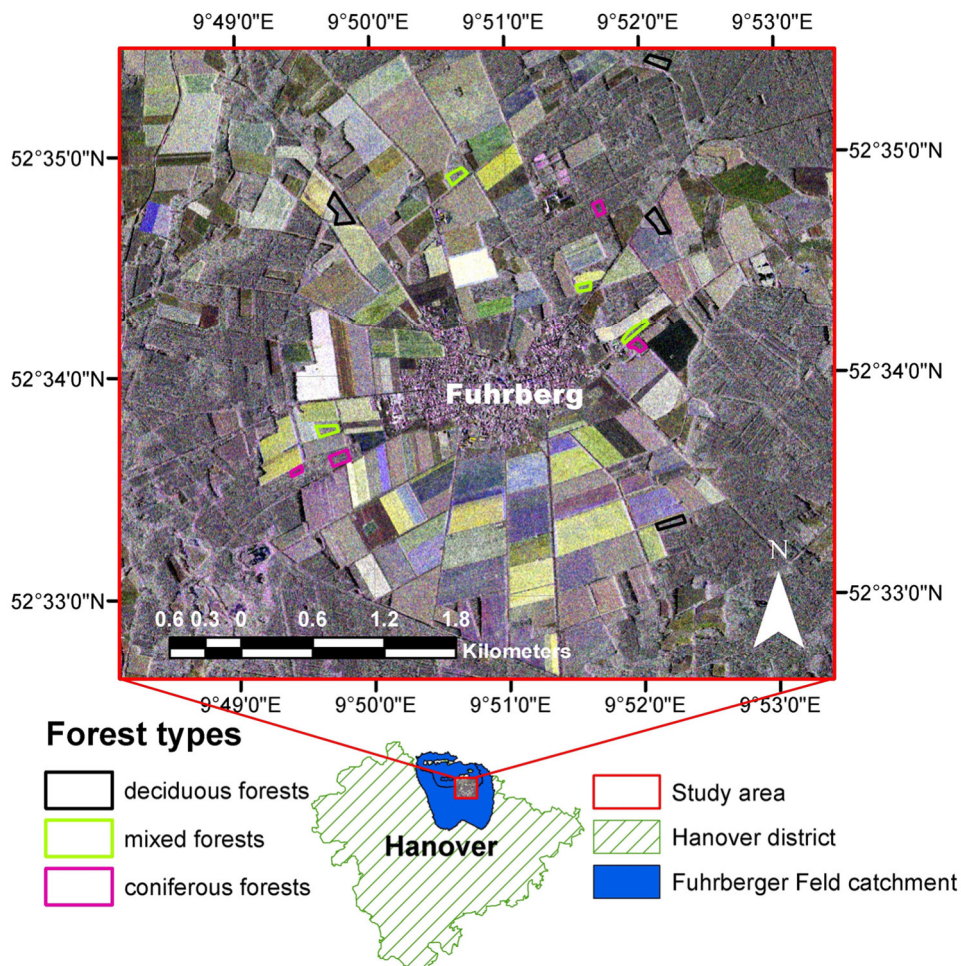 9°49'0"E 9°50'0"E 9°51'0"E 9°52'0"E 9°53'0"E
52°35'0"N 52°35'0"N
52°34'0"N 52°34'0"N
Fuhrberg
N
52°33'0"N 52°33'0"N
0.6 0.3 0 0.6 1.2 1.8
Kilometers
9°49'0"E 9°50'0"E 9°51'0"E 9°52'0"E 9°53'0"E
Forest types
deciduous forests
mixed forests
coniferous forests
Hanover
Study area
Hanover district
Fuhrberger Feld catchment